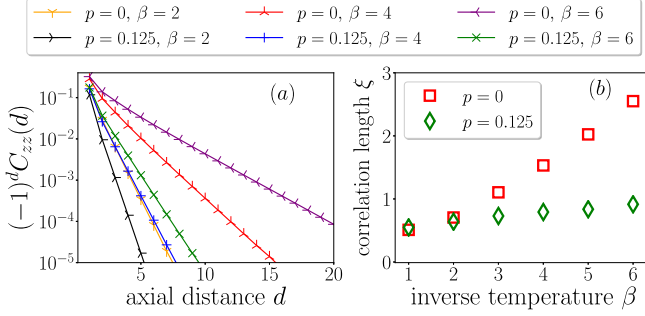 p = 0, β = 2 p = 0, β = 4 p = 0, β = 6
p = 0.125, β = 2 p = 0.125, β = 4 p = 0.125, β = 6
(a)
(−1)^d C_zz(d)
10^−1
10^−2
10^−3
10^−4
10^−5
5 10 15 20
axial distance d
(b)
p = 0
p = 0.125
correlation length ξ
3
2
1
0
1 2 3 4 5 6
inverse temperature β